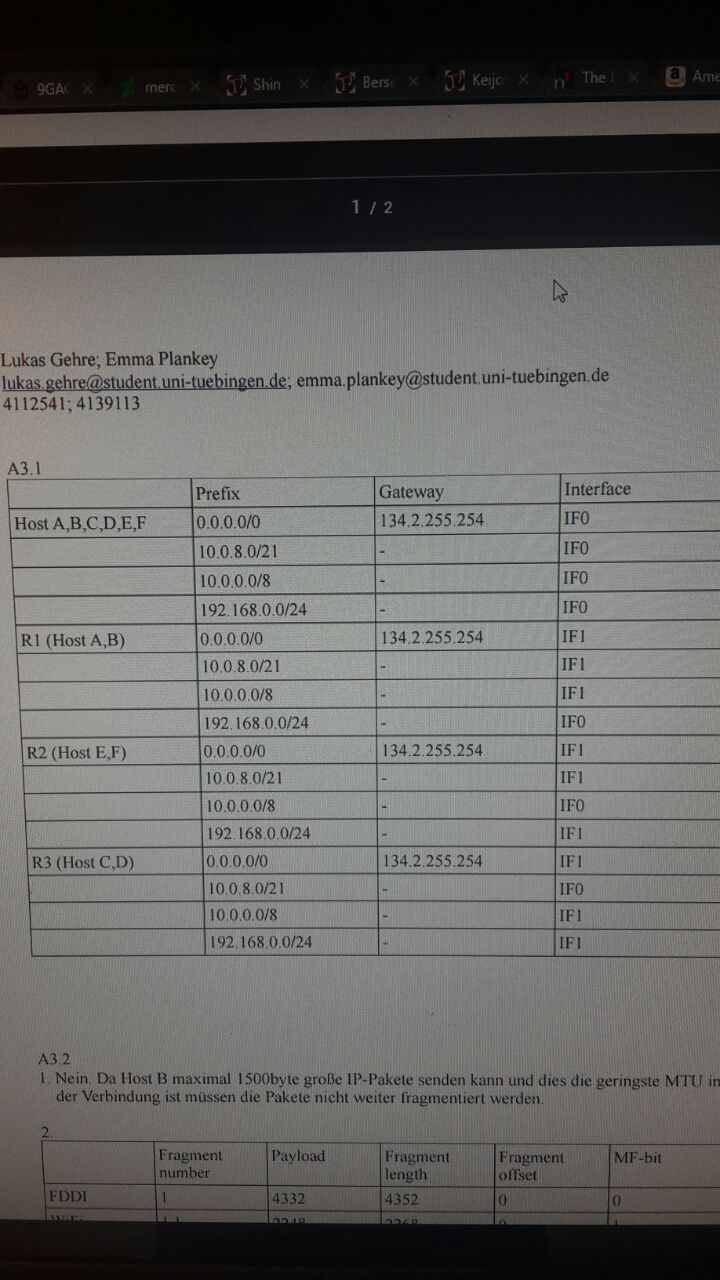 9GA merc Shin Bers Keijo The Ama
1 / 2
Lukas Gehre; Emma Plankey
lukas.gehre@student.uni-tuebingen.de; emma.plankey@student.uni-tuebingen.de
4112541; 4139113
A3.1
Prefix Gateway Interface
Host A,B,C,D,E,F 0.0.0.0/0 134.2.255.254 IF0
10.0.8.0/21 - IF0
10.0.0.0/8 - IF0
192.168.0.0/24 - IF0
R1 (Host A,B) 0.0.0.0/0 134.2.255.254 IF1
10.0.8.0/21 - IF1
10.0.0.0/8 - IF1
192.168.0.0/24 - IF0
R2 (Host E,F) 0.0.0.0/0 134.2.255.254 IF1
10.0.8.0/21 - IF1
10.0.0.0/8 - IF0
192.168.0.0/24 - IF1
R3 (Host C,D) 0.0.0.0/0 134.2.255.254 IF1
10.0.8.0/21 - IF0
10.0.0.0/8 - IF1
192.168.0.0/24 - IF1
A3.2
1. Nein. Da Host B maximal 1500byte große IP-Pakete senden kann und dies die geringste MTU in
der Verbindung ist müssen die Pakete nicht weiter fragmentiert werden.
2.
Fragment number Payload Fragment length Fragment offset MF-bit
FDDI 1 4332 4352 0 0